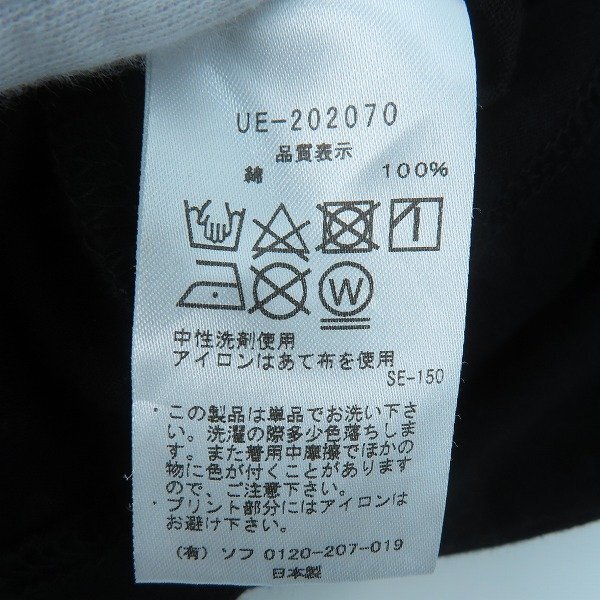 UE-202070
品質表示
綿 100%
W
中性洗剤使用
アイロンはあて布を使用
SE-150
・この製品は単品でお洗い下さ
い。洗濯の際多少色落ちしま
す。また着用中摩擦でほかの
物に色が付くことがあります
ので、ご注意下さい。
・プリント部分にはアイロンは
お避け下さい。
(有) ソフ 0120-207-019
日本製